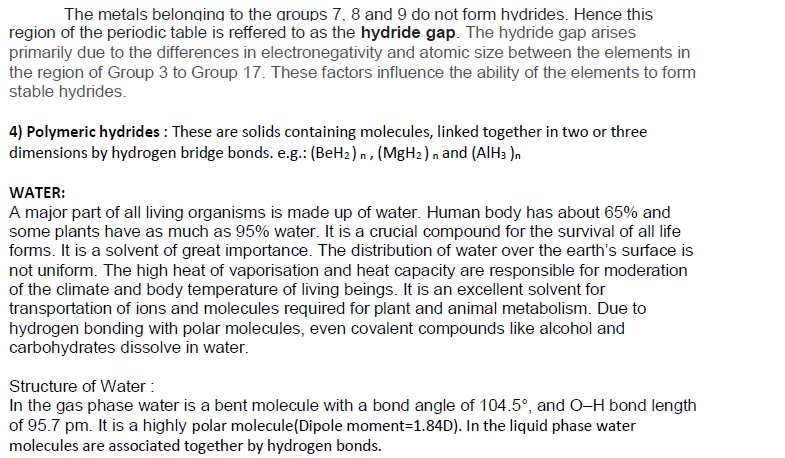 The metals belonging to the groups 7, 8 and 9 do not form hydrides. Hence this
region of the periodic table is reffered to as the hydride gap. The hydride gap arises
primarily due to the differences in electronegativity and atomic size between the elements in
the region of Group 3 to Group 17. These factors influence the ability of the elements to form
stable hydrides.
4) Polymeric hydrides : These are solids containing molecules, linked together in two or three
dimensions by hydrogen bridge bonds. e.g.: (BeH₂) n , (MgH₂) n and (AlH₃ )n
WATER:
A major part of all living organisms is made up of water. Human body has about 65% and
some plants have as much as 95% water. It is a crucial compound for the survival of all life
forms. It is a solvent of great importance. The distribution of water over the earth's surface is
not uniform. The high heat of vaporisation and heat capacity are responsible for moderation
of the climate and body temperature of living beings. It is an excellent solvent for
transportation of ions and molecules required for plant and animal metabolism. Due to
hydrogen bonding with polar molecules, even covalent compounds like alcohol and
carbohydrates dissolve in water.
Structure of Water :
In the gas phase water is a bent molecule with a bond angle of 104.5°, and O–H bond length
of 95.7 pm. It is a highly polar molecule(Dipole moment=1.84D). In the liquid phase water
molecules are associated together by hydrogen bonds.